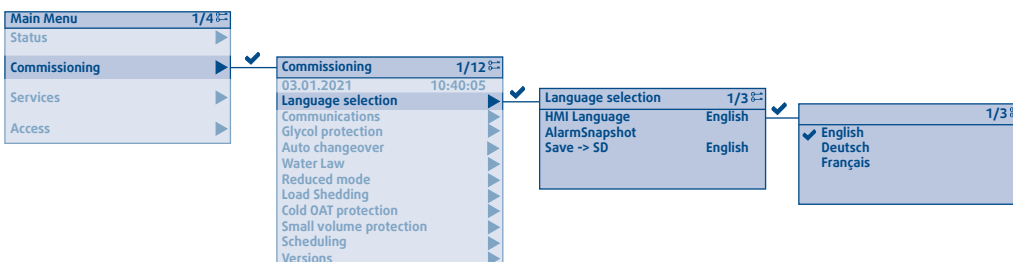 Main Menu 1/4
Status
Commissioning
Services
Access
Commissioning 1/12
03.01.2021 10:40:05
Language selection
Communications
Glycol protection
Auto changeover
Water Law
Reduced mode
Load Shedding
Cold OAT protection
Small volume protection
Scheduling
Versions
Language selection 1/3
HMI Language English
AlarmSnapshot
Save -> SD English
1/3
English
Deutsch
Français